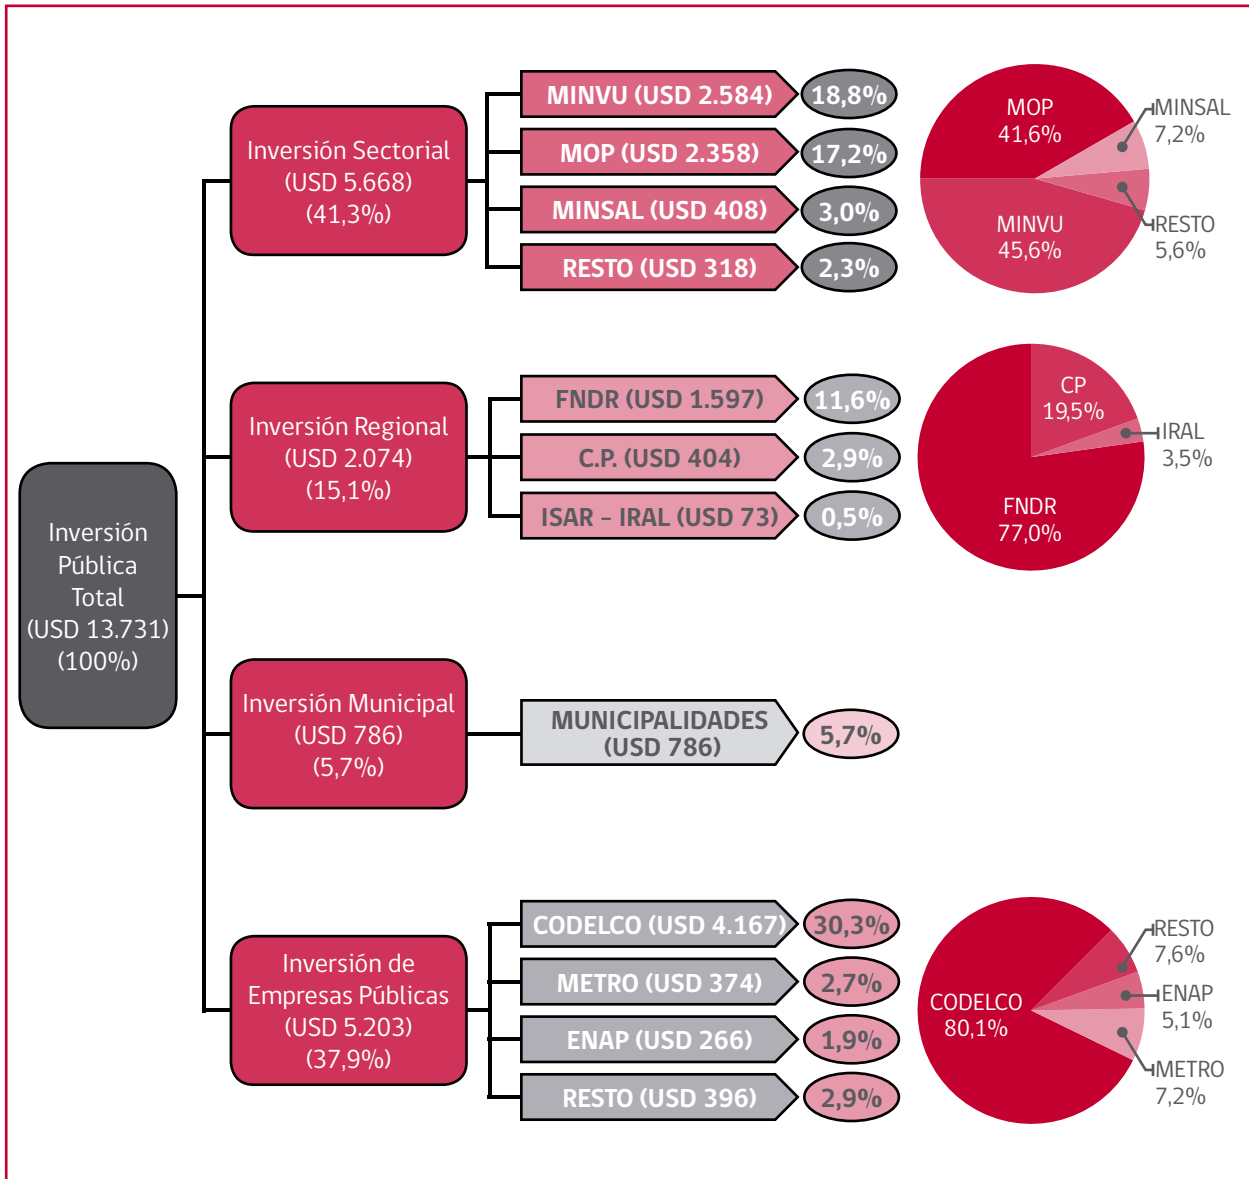 Inversión
Pública
Total
(USD 13.731)
(100%)
Inversión Sectorial
(USD 5.668)
(41,3%)
MINVU (USD 2.584)
18,8%
MOP (USD 2.358)
17,2%
MINSAL (USD 408)
3,0%
RESTO (USD 318)
2,3%
MOP
41,6%
MINSAL
7,2%
RESTO
5,6%
MINVU
45,6%
Inversión Regional
(USD 2.074)
(15,1%)
FNDR (USD 1.597)
11,6%
C.P. (USD 404)
2,9%
ISAR – IRAL (USD 73)
0,5%
CP
19,5%
IRAL
3,5%
FNDR
77,0%
Inversión Municipal
(USD 786)
(5,7%)
MUNICIPALIDADES
(USD 786)
5,7%
Inversión de
Empresas Públicas
(USD 5.203)
(37,9%)
CODELCO (USD 4.167)
30,3%
METRO (USD 374)
2,7%
ENAP (USD 266)
1,9%
RESTO (USD 396)
2,9%
CODELCO
80,1%
RESTO
7,6%
ENAP
5,1%
METRO
7,2%